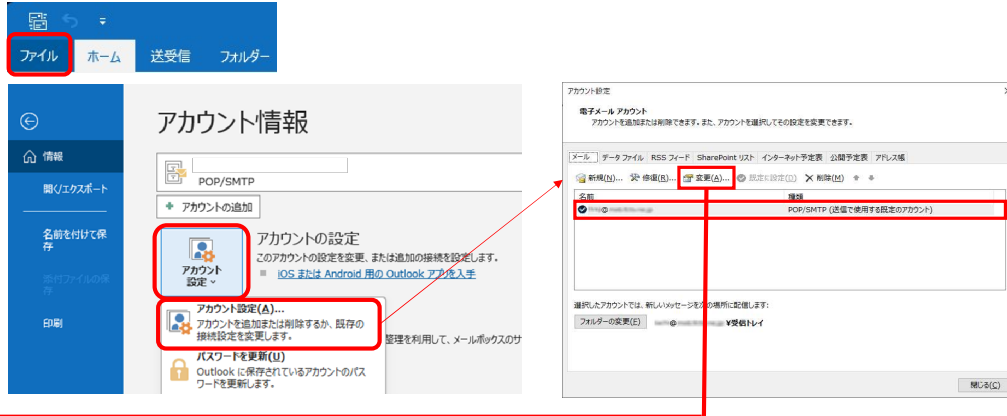 ファイル ホーム 送受信 フォルダー
アカウント情報
情報
開く/エクスポート
名前を付けて保
存
添付ファイルの保
存
印刷
POP/SMTP
アカウントの追加
アカウント
設定
アカウントの設定
このアカウントの設定を変更、または追加の接続を設定します。
iOS または Android 用の Outlook アプリを入手
アカウント設定(A)...
アカウントを追加または削除するか、既存の
接続設定を変更します。
パスワードを更新(U)
Outlook に保存されているアカウントのパス
ワードを更新します。
整理を利用して、メールボックスのサ
アカウント設定
電子メール アカウント
アカウントを追加または削除できます。また、アカウントを選択してその設定を変更できます。
メール データ ファイル RSS フィード SharePoint リスト インターネット予定表 公開予定表 アドレス帳
新規(N)... 修復(R)... 変更(A)... 既定に設定(D) 削除(M)
名前 種類
@ POP/SMTP (送信で使用する既定のアカウント)
選択したアカウントでは、新しいメッセージを次の場所に配信します:
フォルダーの変更(F) @ ¥受信トレイ
閉じる(C)